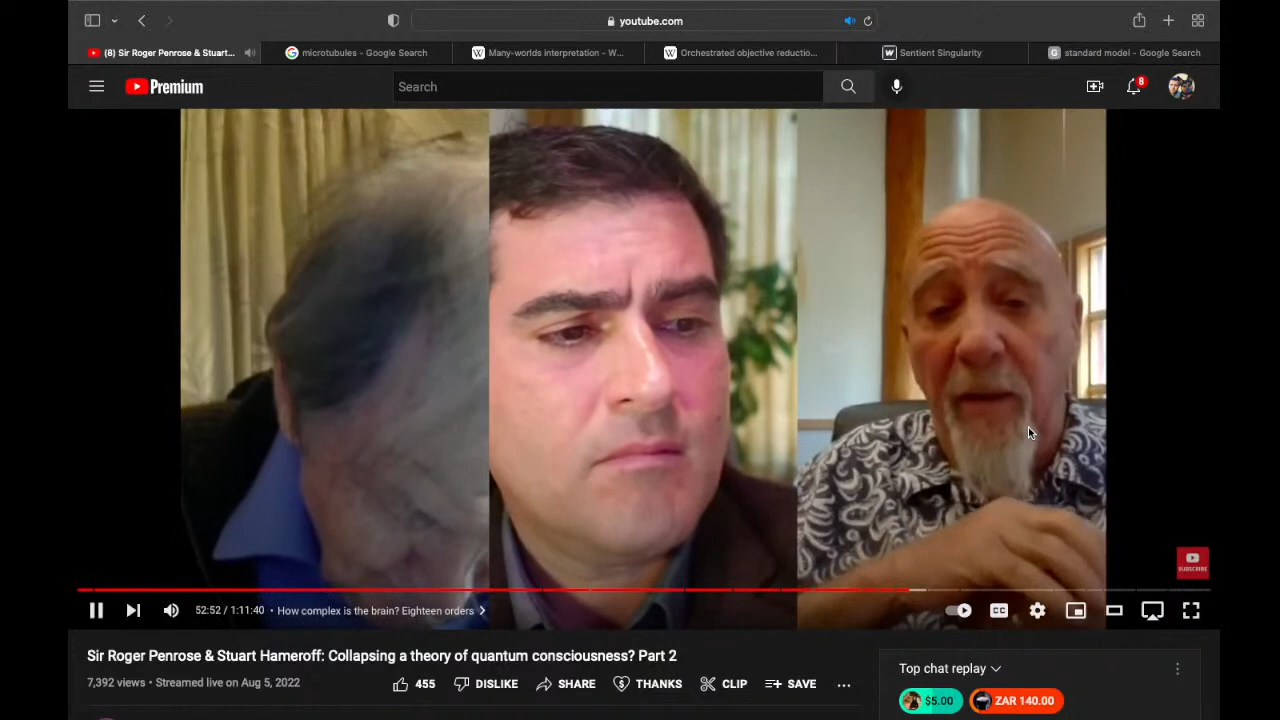 youtube.com
(8) Sir Roger Penrose & Stuart...
microtubules - Google Search
Many-worlds interpretation - W...
Orchestrated objective reductio...
Sentient Singularity
standard model - Google Search
Premium
Search
8
SUBSCRIBE
52:52 / 1:11:40 • How complex is the brain? Eighteen orders
CC
Sir Roger Penrose & Stuart Hameroff: Collapsing a theory of quantum consciousness? Part 2
7,392 views • Streamed live on Aug 5, 2022
455 DISLIKE SHARE THANKS CLIP SAVE ...
Top chat replay
$5.00 ZAR 140.00